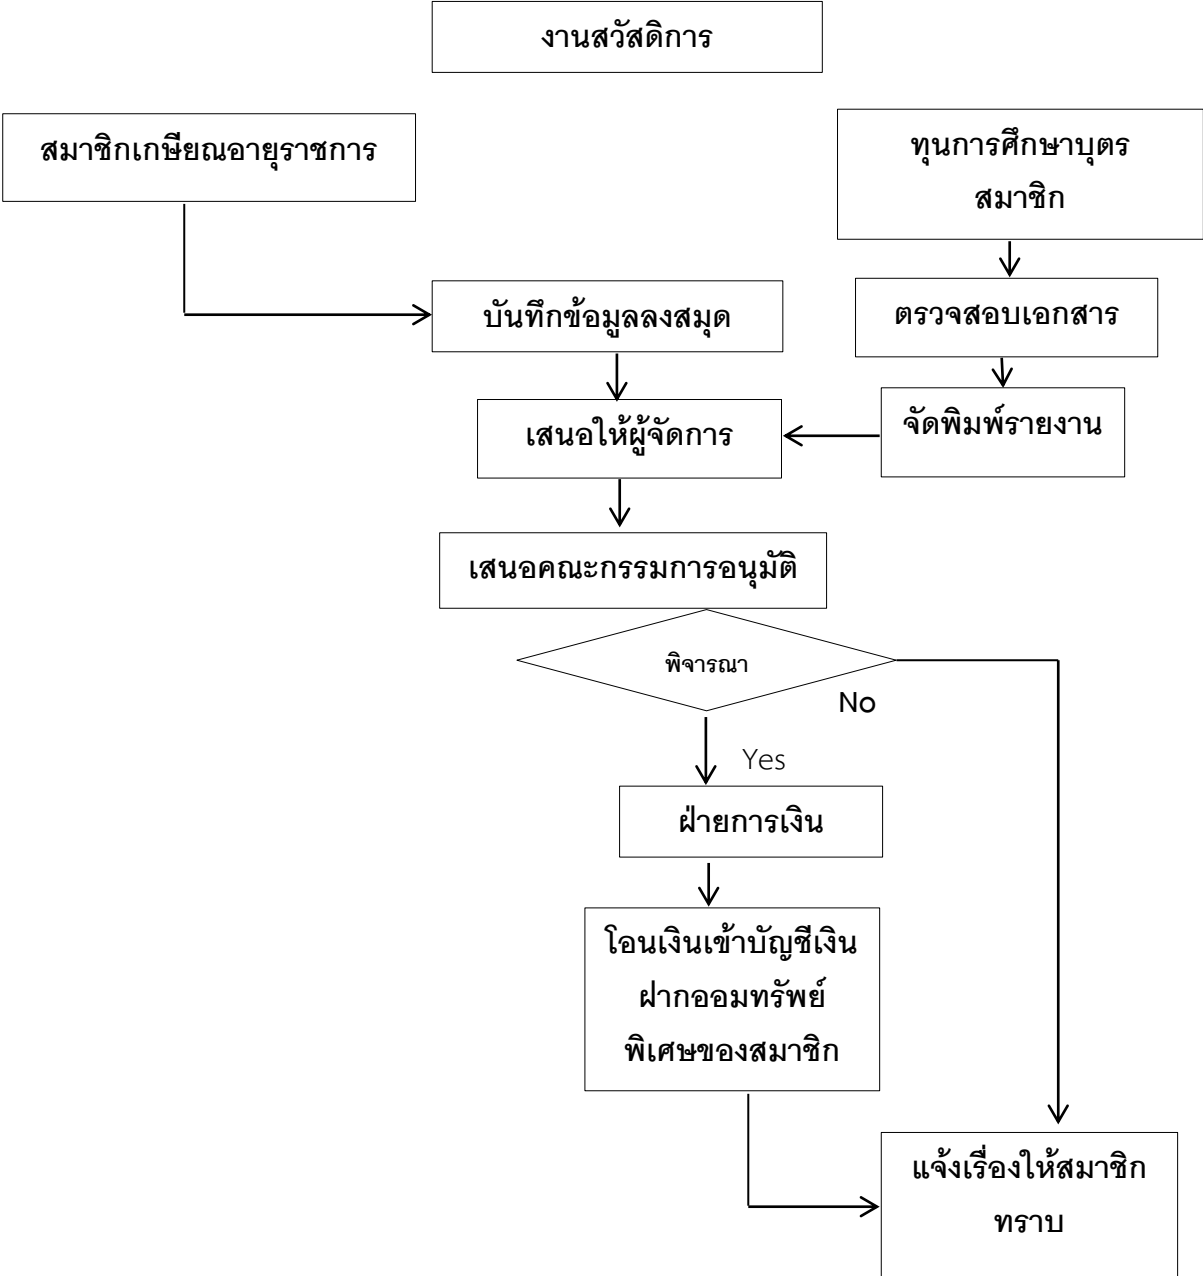 งานสวัสดิการ
สมาชิกเกษียณอายุราชการ
ทุนการศึกษาบุตร
สมาชิก
บันทึกข้อมูลลงสมุด
ตรวจสอบเอกสาร
เสนอให้ผู้จัดการ
จัดพิมพ์รายงาน
เสนอคณะกรรมการอนุมัติ
พิจารณา
No
Yes
ฝ่ายการเงิน
โอนเงินเข้าบัญชีเงิน
ฝากออมทรัพย์
พิเศษของสมาชิก
แจ้งเรื่องให้สมาชิก
ทราบ